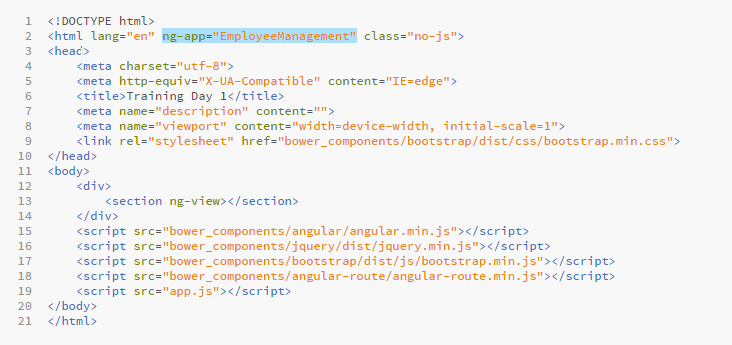 1 <!DOCTYPE html>
2 <html lang="en" ng-app="EmployeeManagement" class="no-js">
3 <head>
4     <meta charset="utf-8">
5     <meta http-equiv="X-UA-Compatible" content="IE=edge">
6     <title>Training Day 1</title>
7     <meta name="description" content="">
8     <meta name="viewport" content="width=device-width, initial-scale=1">
9     <link rel="stylesheet" href="bower_components/bootstrap/dist/css/bootstrap.min.css">
10 </head>
11 <body>
12     <div>
13         <section ng-view></section>
14     </div>
15     <script src="bower_components/angular/angular.min.js"></script>
16     <script src="bower_components/jquery/dist/jquery.min.js"></script>
17     <script src="bower_components/bootstrap/dist/js/bootstrap.min.js"></script>
18     <script src="bower_components/angular-route/angular-route.min.js"></script>
19     <script src="app.js"></script>
20 </body>
21 </html>